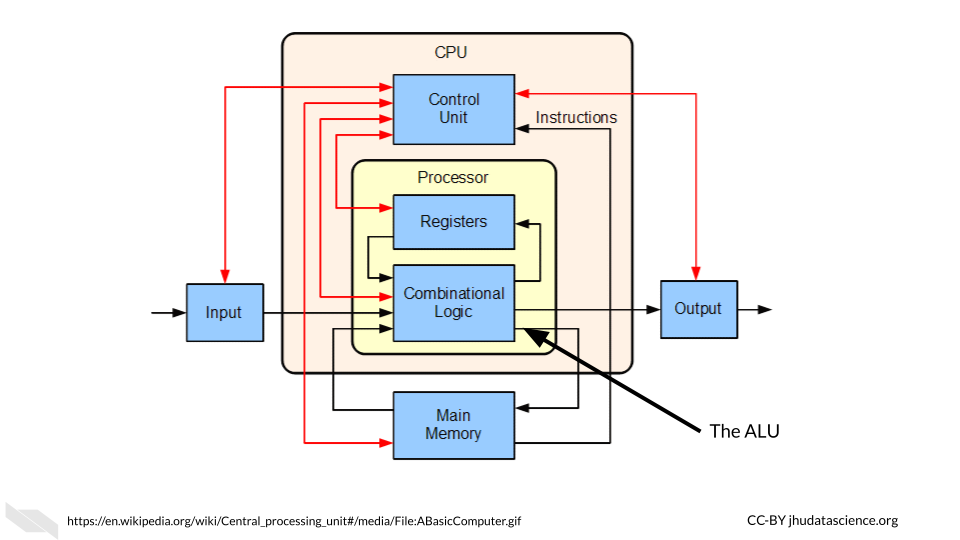 CPU
Control
Unit
Instructions
Processor
Registers
Combinational
Logic
Input
Output
Main
Memory
The ALU
https://en.wikipedia.org/wiki/Central_processing_unit#/media/File:ABasicComputer.gif
CC-BY jhudatascience.org